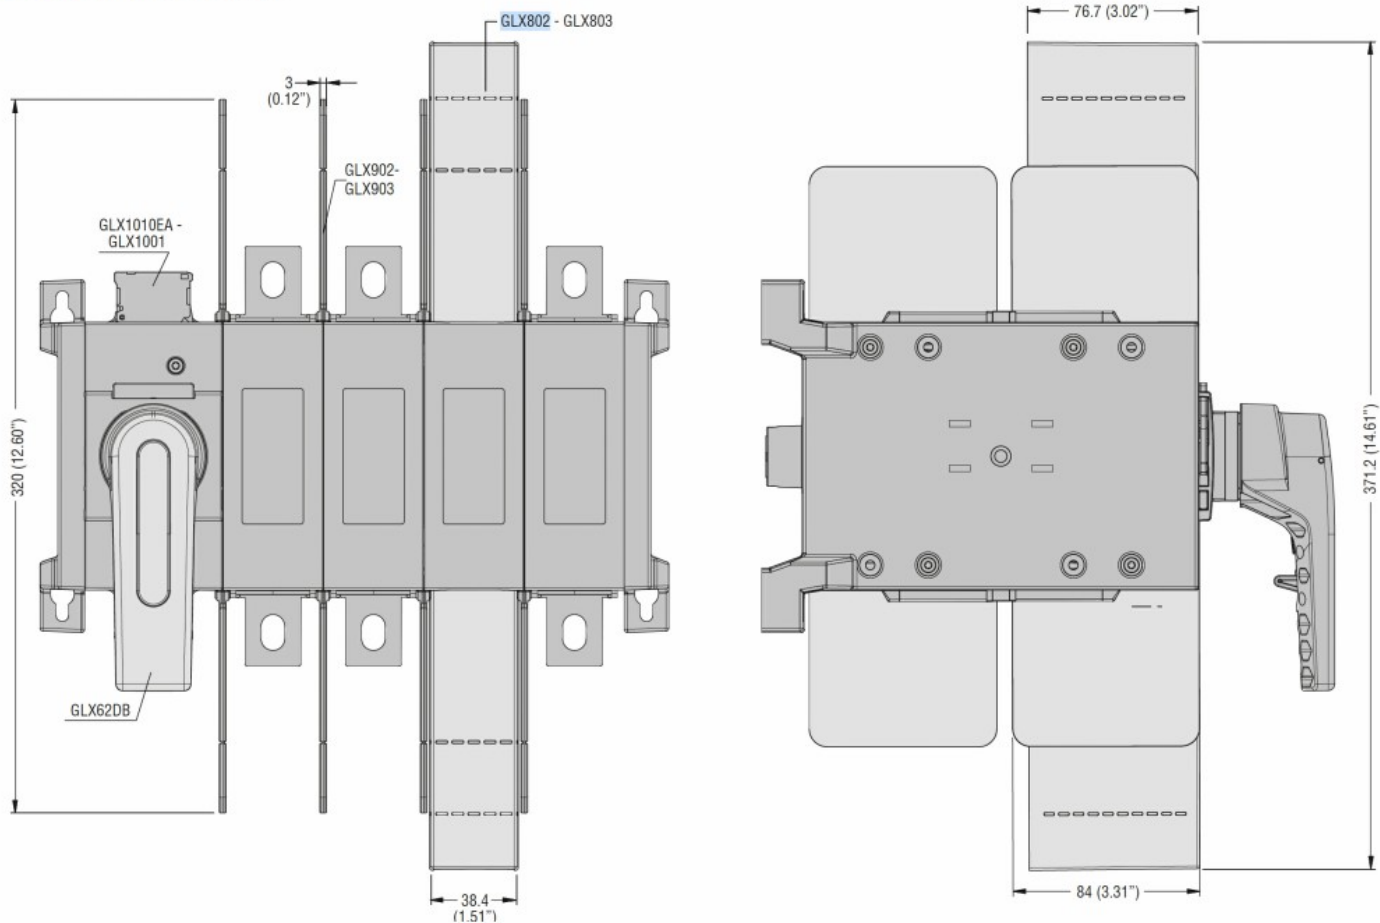 GLX802 - GLX803
76.7 (3.02")
3
(0.12")
GLX902-
GLX903
GLX1010EA -
GLX1001
320 (12.60")
371.2 (14.61")
GLX62DB
38.4
(1.51")
84 (3.31")